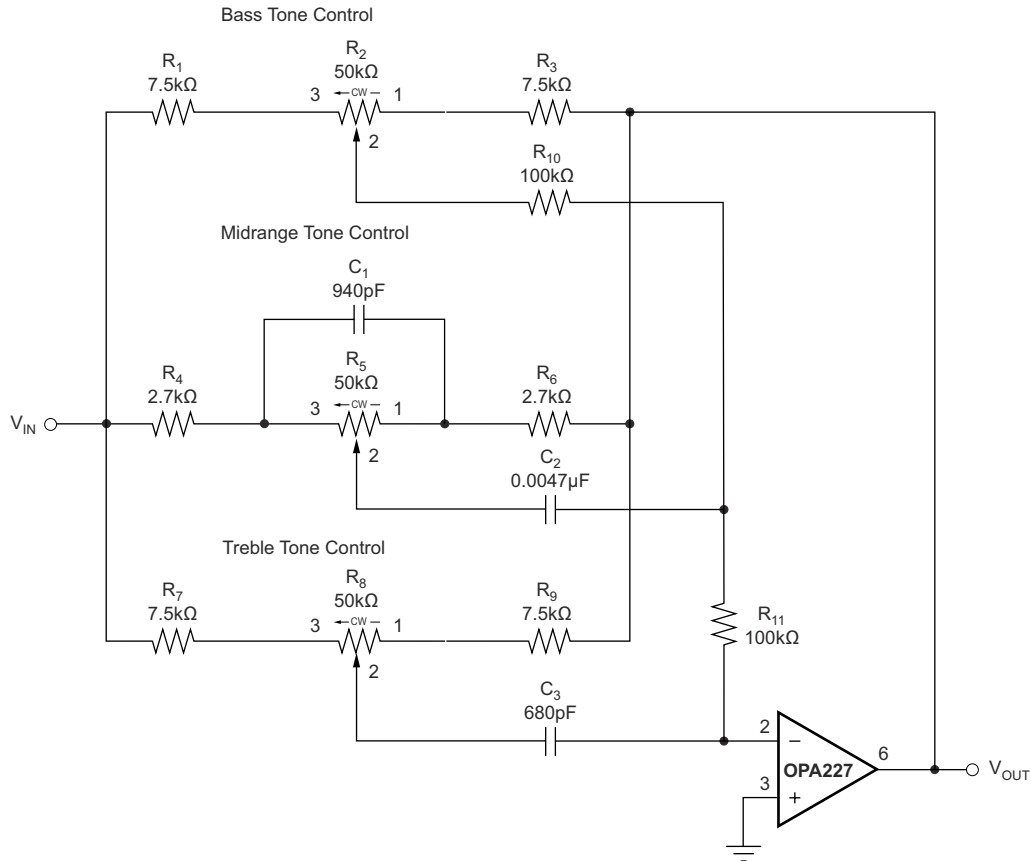 Bass Tone Control
R1
7.5kΩ
R2
50kΩ
R3
7.5kΩ
3
CW
1
2
R10
100kΩ
Midrange Tone Control
C1
940pF
R4
2.7kΩ
R5
50kΩ
R6
2.7kΩ
3
CW
1
VIN
2
C2
0.0047µF
Treble Tone Control
R7
7.5kΩ
R8
50kΩ
R9
7.5kΩ
3
CW
1
R11
100kΩ
2
C3
680pF
2
−
OPA227
6
VOUT
3
+